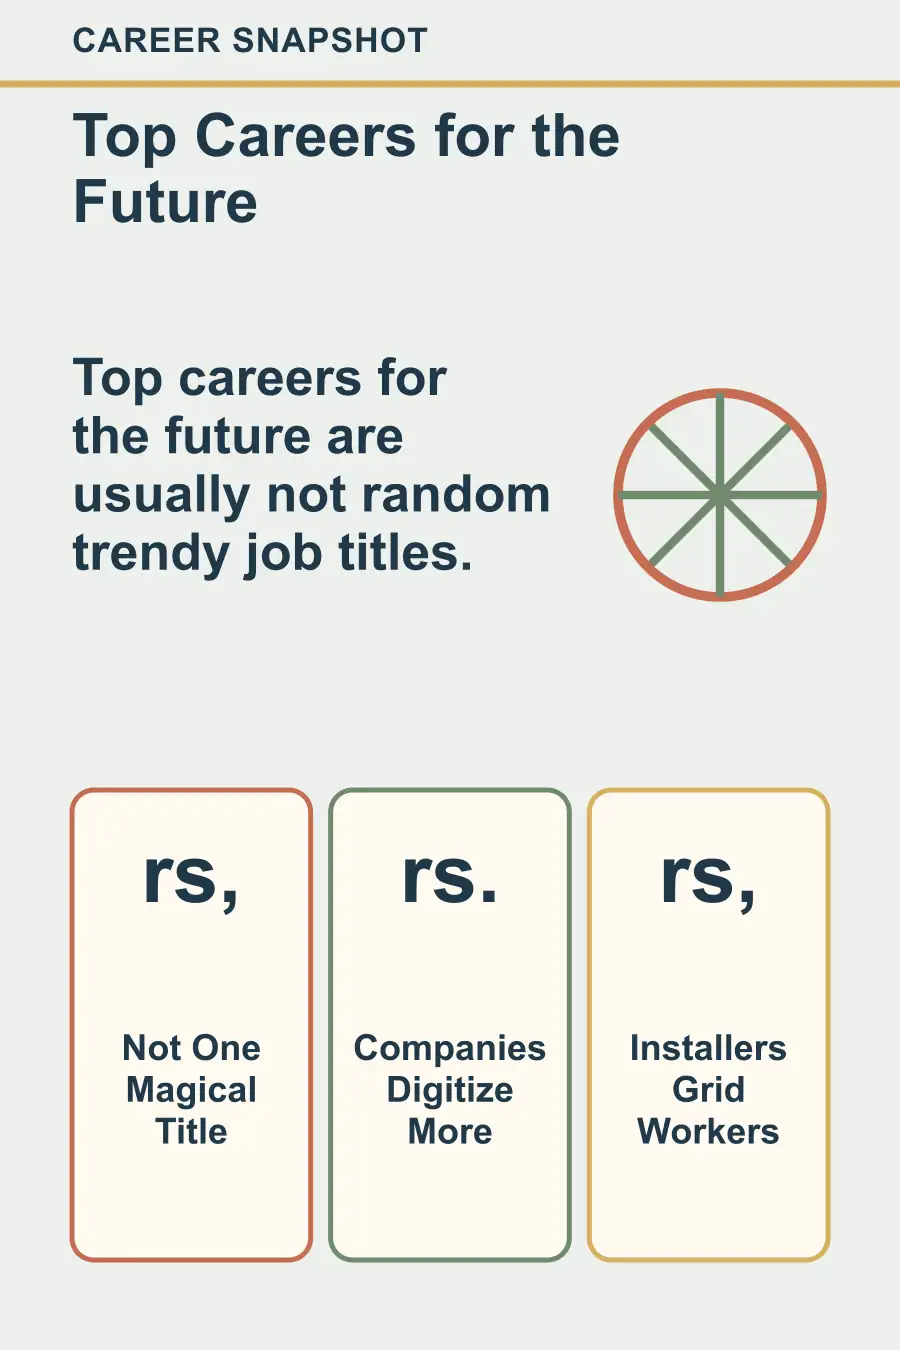 CAREER SNAPSHOT
Top Careers for the
Future
Top careers for
the future are
usually not random
trendy job titles.
rs,
Not One
Magical
Title
rs.
Companies
Digitize
More
rs,
Installers
Grid
Workers